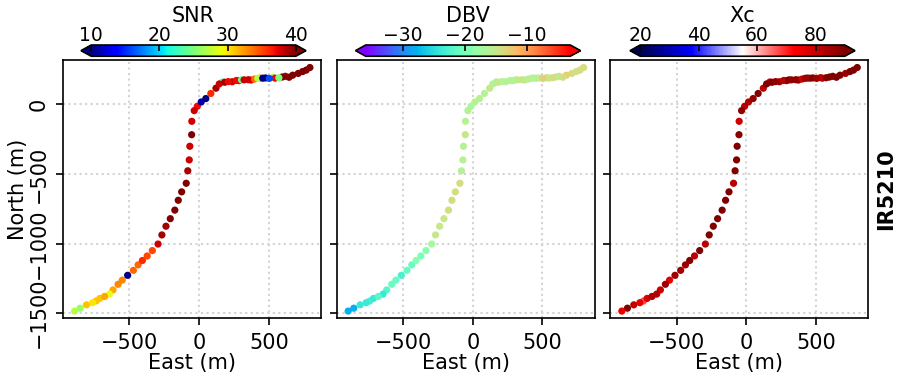 SNR DBV Xc
10 20 30 40 −30 −20 −10 20 40 60 80
North (m)
0
−500
−1000
−1500
IR5210
−500 0 500 −500 0 500 −500 0 500
East (m) East (m) East (m)